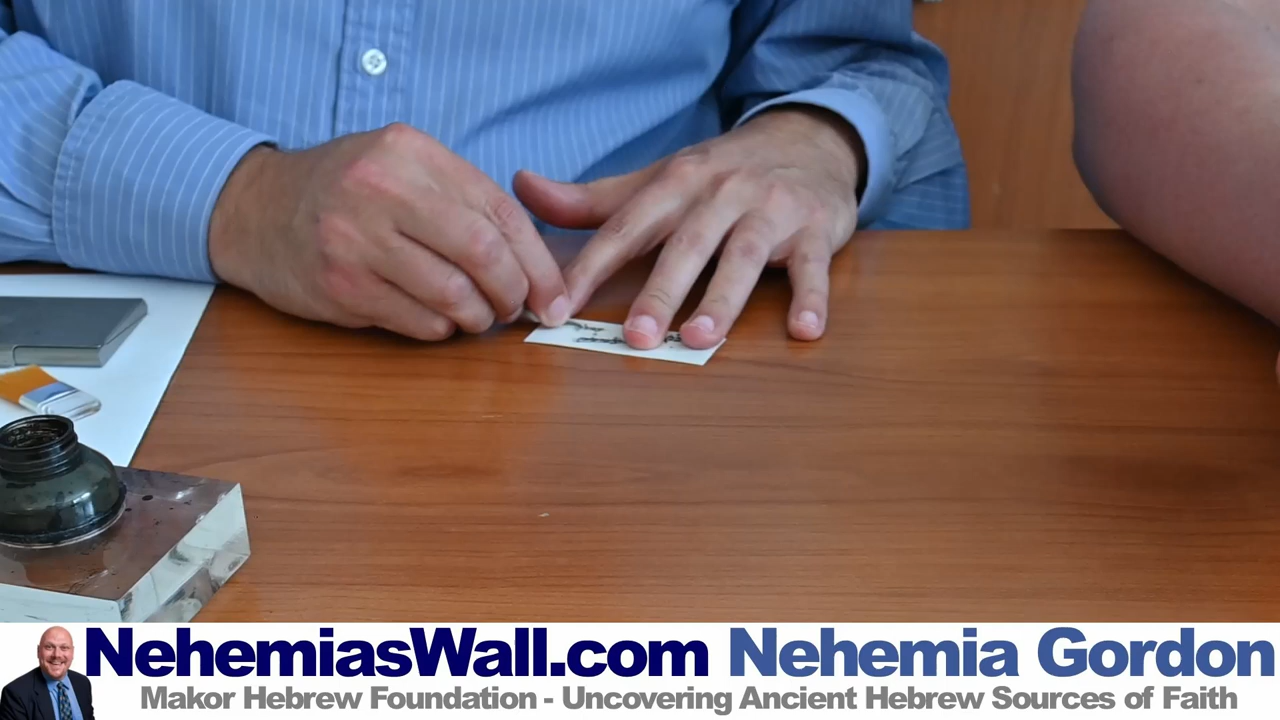 NehemiasWall.com Nehemia Gordon
Makor Hebrew Foundation - Uncovering Ancient Hebrew Sources of Faith